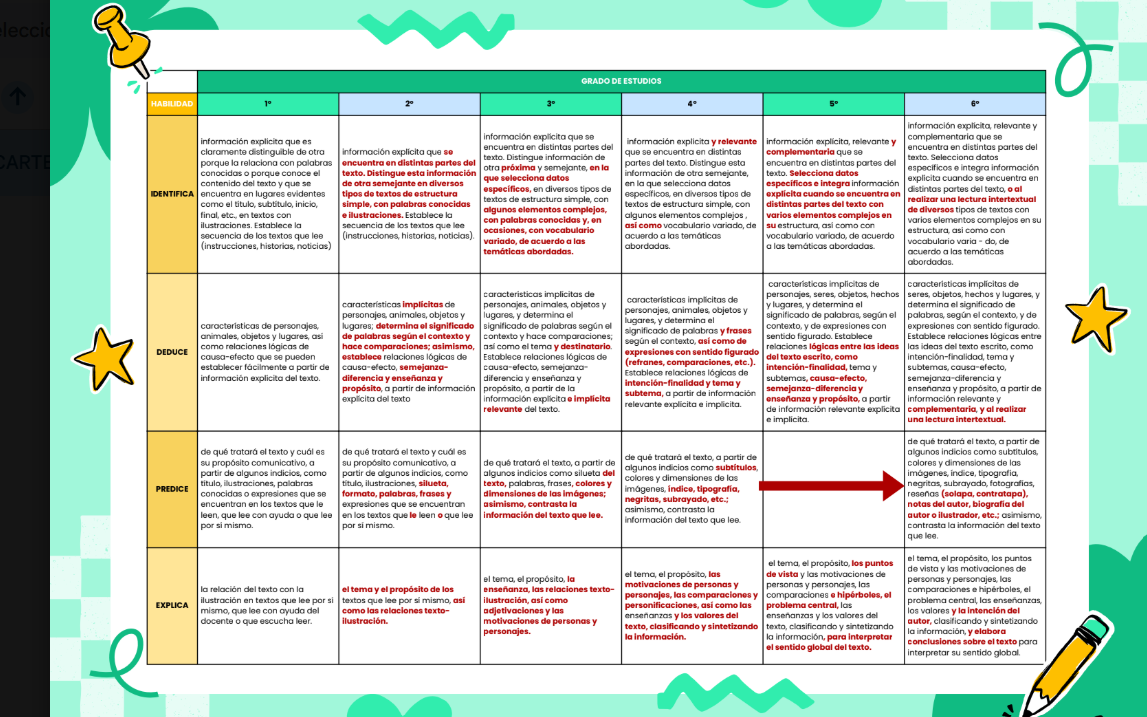 GRADO DE ESTUDIOS
HABILIDAD
1°
2°
3°
4°
5°
6°
IDENTIFICA
información explícita que es
claramente distinguible de otra
porque la relaciona con palabras
conocidas o porque conoce el
contenido del texto y que se
encuentra en lugares evidentes
como el título, subtítulo, inicio,
final, etc., en textos con
ilustraciones. Establece la
secuencia de los textos que lee
(instrucciones, historias, noticias)
información explícita que se
encuentra en distintas partes del
texto. Distingue esta información
de otra semejante en diversos
tipos de textos de estructura
simple, con palabras conocidas
e ilustraciones. Establece la
secuencia de los textos que lee
(instrucciones, historias, noticias).
información explícita que se
encuentra en distintas partes del
texto. Distingue información de
otra próxima y semejante, en la
que selecciona datos
específicos, en diversos tipos de
textos de estructura simple, con
algunos elementos complejos,
con palabras conocidas y, en
ocasiones, con vocabulario
variado, de acuerdo a las
temáticas abordadas.
información explícita y relevante
que se encuentra en distintas
partes del texto. Distingue esta
información de otra semejante,
en la que selecciona datos
específicos, en diversos tipos de
textos de estructura simple, con
algunos elementos complejos ,
así como vocabulario variado, de
acuerdo a las temáticas
abordadas.
información explícita, relevante y
complementaria que se
encuentra en distintas partes del
texto. Selecciona datos
específicos e integra información
explícita cuando se encuentra en
distintas partes del texto con
varios elementos complejos en
su estructura, así como con
vocabulario variado, de acuerdo
a las temáticas abordadas.
información explícita, relevante y
complementaria que se
encuentra en distintas partes del
texto. Selecciona datos
específicos e integra información
explícita cuando se encuentra en
distintas partes del texto, o al
realizar una lectura intertextual
de diversos tipos de textos con
varios elementos complejos en su
estructura, así como con
vocabulario varia - do, de
acuerdo a las temáticas
abordadas.
DEDUCE
características de personajes,
animales, objetos y lugares, así
como relaciones lógicas de
causa-efecto que se pueden
establecer fácilmente a partir de
información explícita del texto.
características implícitas de
personajes, animales, objetos y
lugares; determina el significado
de palabras según el contexto y
hace comparaciones; asimismo,
establece relaciones lógicas de
causa-efecto, semejanza-
diferencia y enseñanza y
propósito, a partir de información
explícita del texto
características implícitas de
personajes, animales, objetos y
lugares, y determina el
significado de palabras según el
contexto y hace comparaciones;
así como el tema y destinatario.
Establece relaciones lógicas de
causa-efecto, semejanza-
diferencia y enseñanza y
propósito, a partir de la
información explícita e implícita
relevante del texto.
características implícitas de
personajes, animales, objetos y
lugares, y determina el
significado de palabras y frases
según el contexto, así como de
expresiones con sentido figurado
(refranes, comparaciones, etc.).
Establece relaciones lógicas de
intención-finalidad y tema y
subtema, a partir de información
relevante explícita e implícita.
características implícitas de
personajes, seres, objetos, hechos
y lugares, y determina el
significado de palabras, según el
contexto, y de expresiones con
sentido figurado. Establece
relaciones lógicas entre las ideas
del texto escrito, como
intención-finalidad, tema y
subtemas, causa-efecto,
semejanza-diferencia y
enseñanza y propósito, a partir
de información relevante explícita
e implícita.
características implícitas de
seres, objetos, hechos y lugares, y
determina el significado de
palabras, según el contexto, y de
expresiones con sentido figurado.
Establece relaciones lógicas entre
las ideas del texto escrito, como
intención-finalidad, tema y
subtemas, causa-efecto,
semejanza-diferencia y
enseñanza y propósito, a partir de
información relevante y
complementaria, y al realizar
una lectura intertextual.
PREDICE
de qué tratará el texto y cuál es
su propósito comunicativo, a
partir de algunos indicios, como
título, ilustraciones, palabras
conocidas o expresiones que se
encuentran en los textos que le
leen, que lee con ayuda o que lee
por sí mismo.
de qué tratará el texto y cuál es
su propósito comunicativo, a
partir de algunos indicios, como
título, ilustraciones, silueta,
formato, palabras, frases y
expresiones que se encuentran
en los textos que le leen o que lee
por sí mismo.
de qué tratará el texto, a partir de
algunos indicios como silueta del
texto, palabras, frases, colores y
dimensiones de las imágenes;
asimismo, contrasta la
información del texto que lee.
de qué tratará el texto, a partir de
algunos indicios como subtítulos,
colores y dimensiones de las
imágenes, índice, tipografía,
negritas, subrayado, etc.;
asimismo, contrasta la
información del texto que lee.
de qué tratará el texto, a partir de
algunos indicios como subtítulos,
colores y dimensiones de las
imágenes, índice, tipografía,
negritas, subrayado, fotografías,
reseñas (solapa, contratapa),
notas del autor, biografía del
autor o ilustrador, etc.; asimismo,
contrasta la información del texto
que lee.
EXPLICA
la relación del texto con la
ilustración en textos que lee por sí
mismo, que lee con ayuda del
docente o que escucha leer.
el tema y el propósito de los
textos que lee por sí mismo, así
como las relaciones texto-
ilustración.
el tema, el propósito, la
enseñanza, las relaciones texto-
ilustración, así como
adjetivaciones y las
motivaciones de personas y
personajes.
el tema, el propósito, las
motivaciones de personas y
personajes, las comparaciones y
personificaciones, así como las
enseñanzas y los valores del
texto, clasificando y sintetizando
la información.
el tema, el propósito, los puntos
de vista y las motivaciones de
personas y personajes, las
comparaciones e hipérboles, el
problema central, las
enseñanzas y los valores del
texto, clasificando y sintetizando
la información, para interpretar
el sentido global del texto.
el tema, el propósito, los puntos
de vista y las motivaciones de
personas y personajes, las
comparaciones e hipérboles, el
problema central, las enseñanzas,
los valores y la intención del
autor, clasificando y sintetizando
la información, y elabora
conclusiones sobre el texto para
interpretar su sentido global.